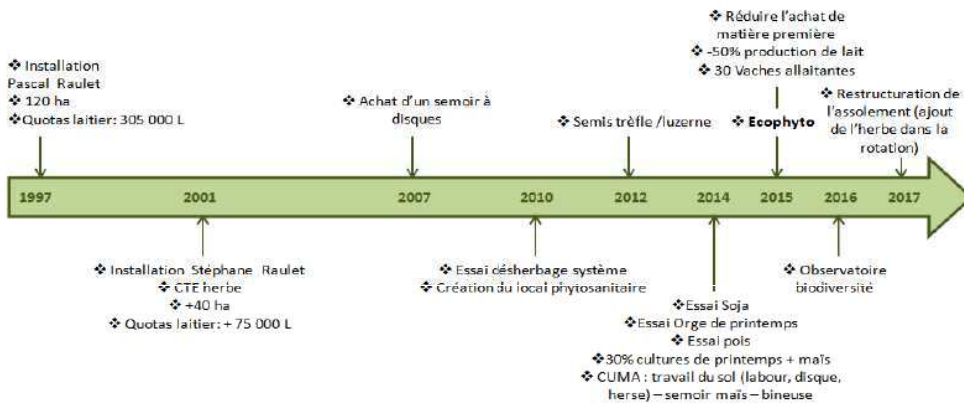 ❖ Installation
Pascal Raulet
❖ 120 ha
❖Quotas laitier: 305 000 L
❖ Achat d'un semoir à
disques
❖ Semis trèfle /luzerne
❖ Réduire l'achat de
matière première
❖ -50% production de lait
❖ 30 Vaches allaitantes
❖ Ecophyto
❖ Restructuration de
l'assolement (ajout
de l'herbe dans la
rotation)
1997 2001 2007 2010 2012 2014 2015 2016 2017
❖ Installation Stéphane Raulet
❖ CTE herbe
❖ +40 ha
❖ Quotas laitier: + 75 000 L
❖ Essai désherbage système
❖ Création du local phytosanitaire
❖Essai Soja
❖Essai Orge de printemps
❖ Essai pois
❖30% cultures de printemps + maïs
❖ CUMA : travail du sol (labour, disque,
herse) – semoir maïs – bineuse
❖ Observatoire
biodiversité